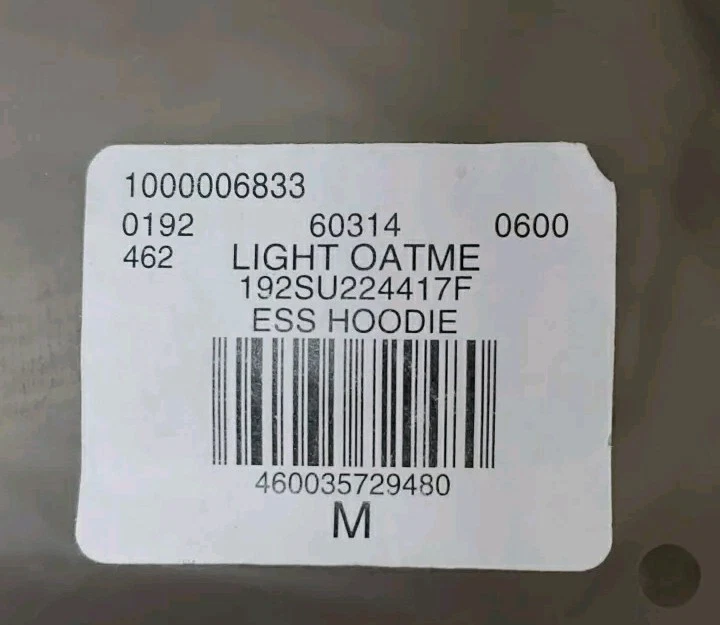 1000006833
0192 60314 0600
462 LIGHT OATME
192SU224417F
ESS HOODIE
460035729480
M